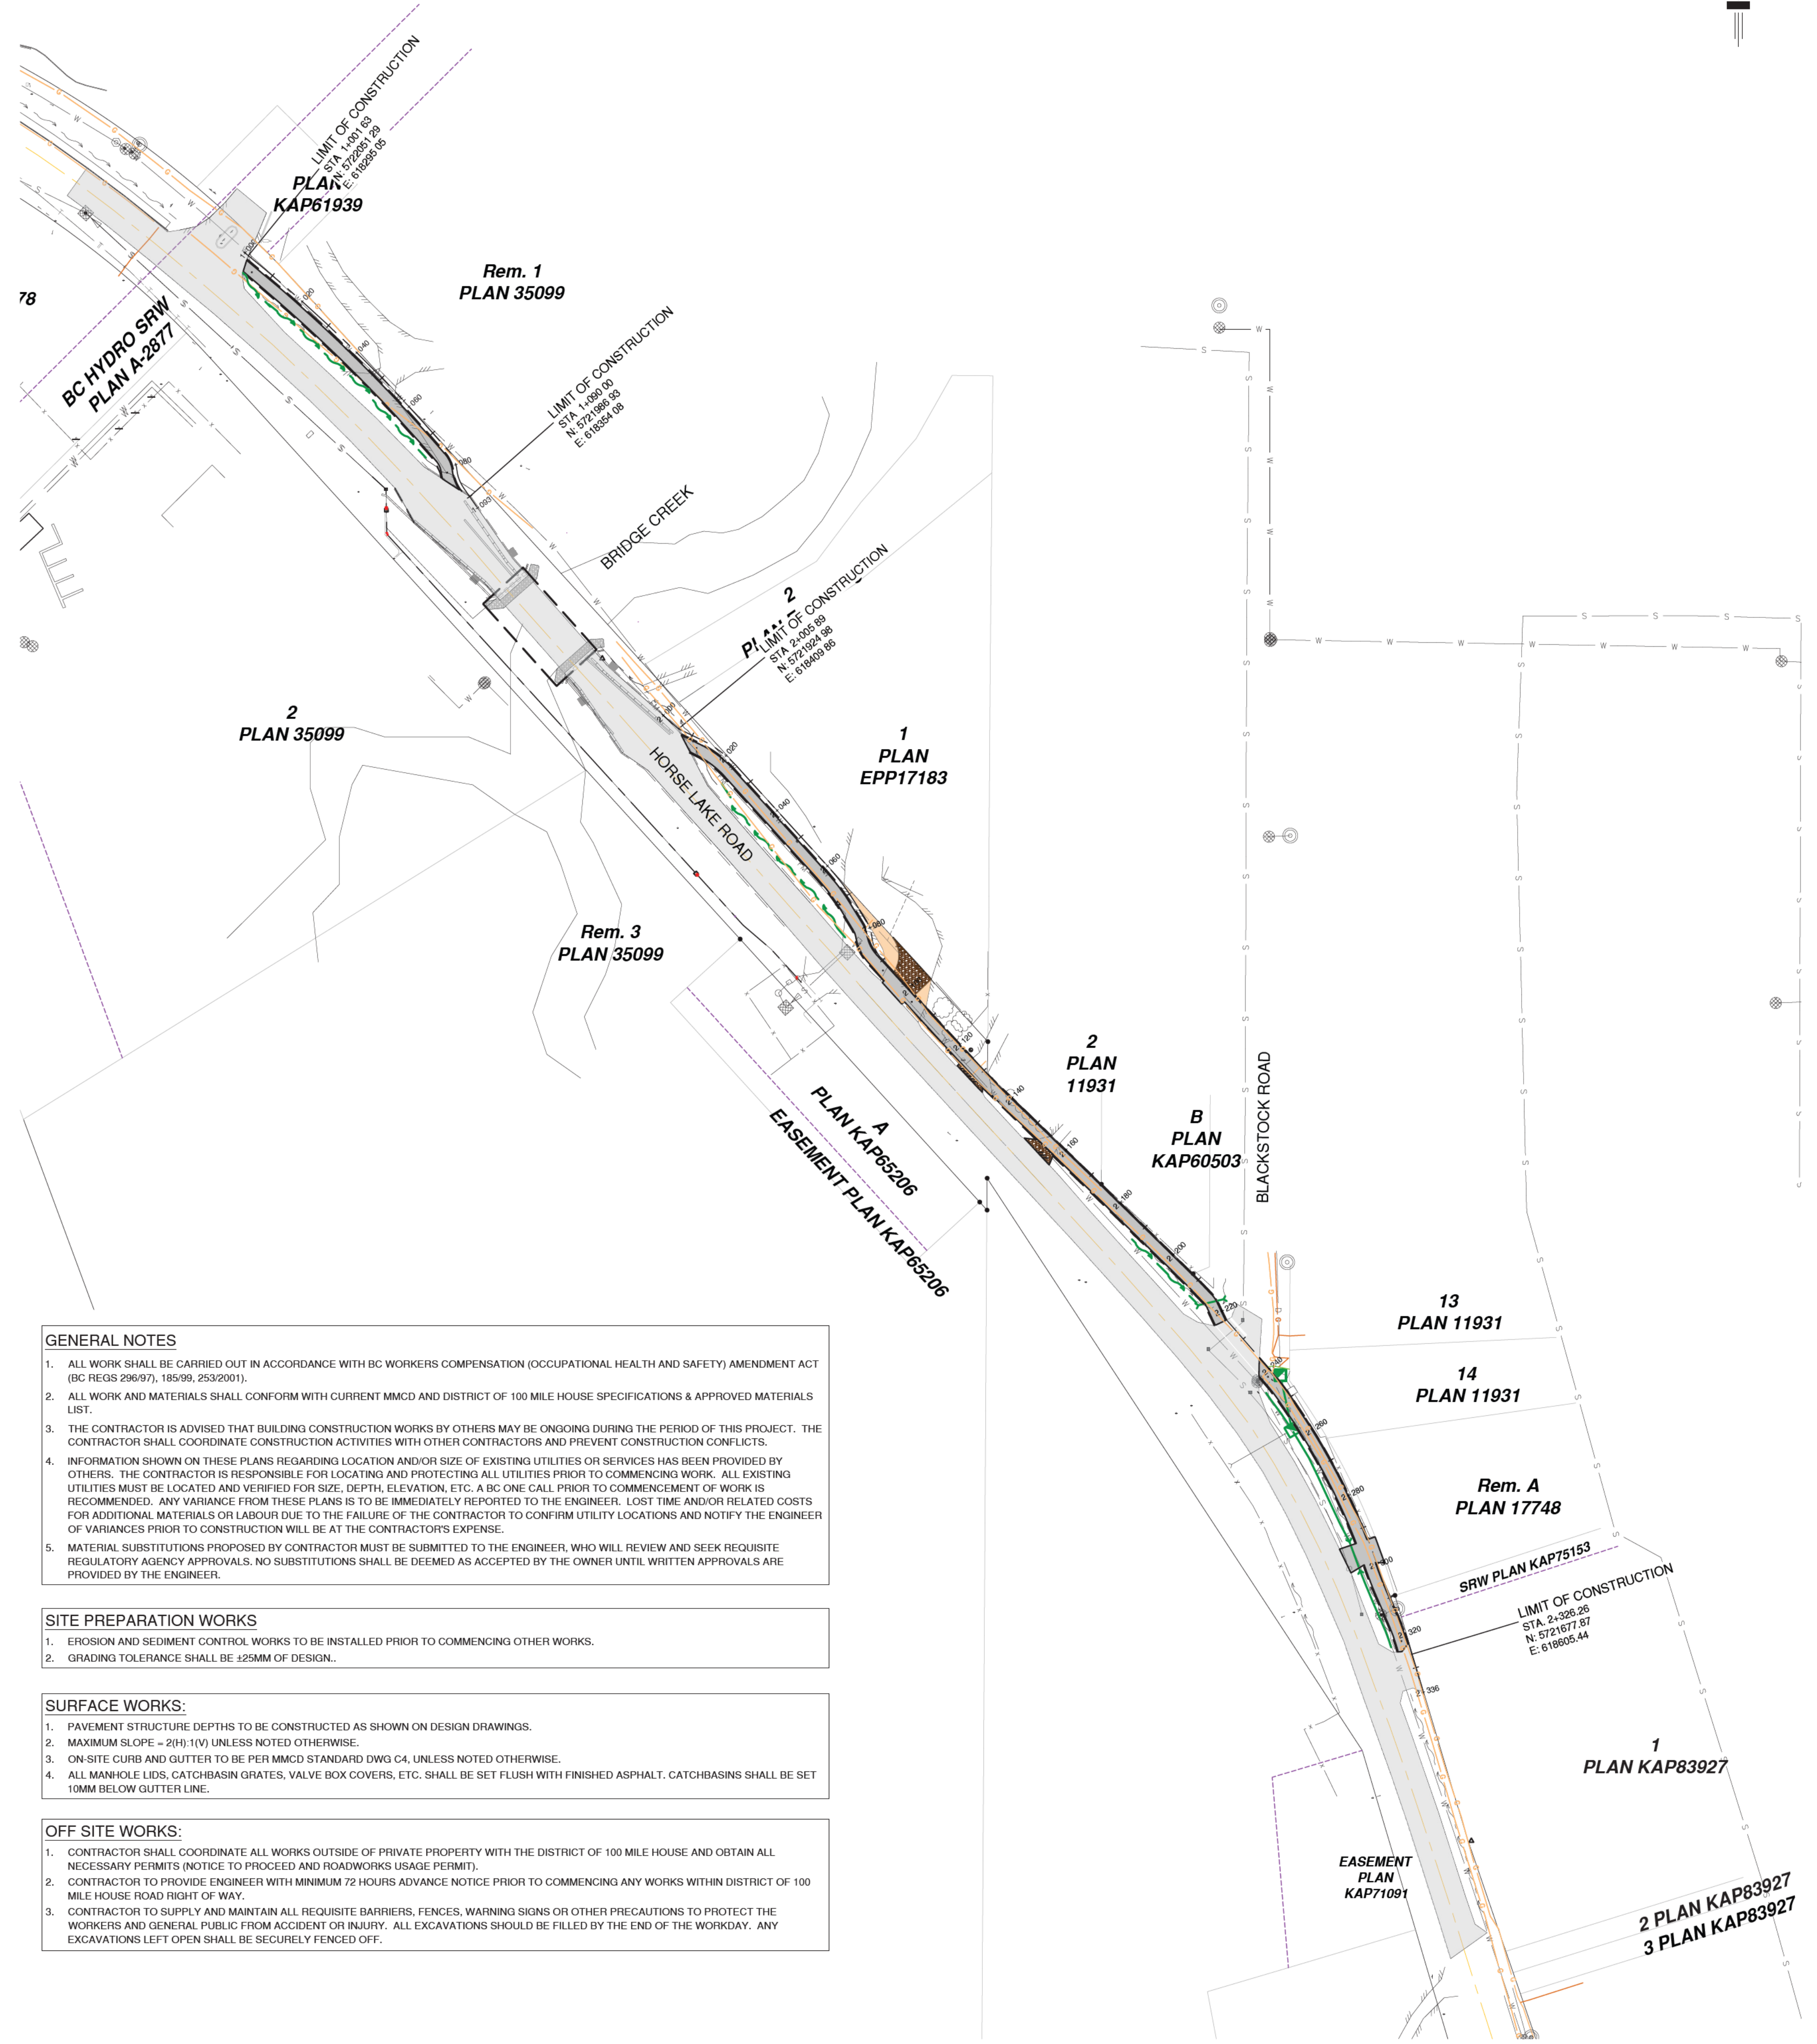 LIMIT OF CONSTRUCTION
STA 1+001 63
N: 5722051 29
E: 618295 05
PLAN
KAP61939
Rem. 1
PLAN 35099
78
BC HYDRO SRW
PLAN A-2877
LIMIT OF CONSTRUCTION
STA 1+090 00
N: 5721986 93
E: 618354 08
BRIDGE CREEK
2
LIMIT OF CONSTRUCTION
STA 2+005 89
N: 5721924 98
E: 618409 86
2
PLAN 35099
1
PLAN
EPP17183
HORSE LAKE ROAD
Rem. 3
PLAN 35099
2
PLAN
11931
A
PLAN KAP65206
EASEMENT PLAN KAP65206
B
PLAN
KAP60503
BLACKSTOCK ROAD
13
PLAN 11931
14
PLAN 11931
Rem. A
PLAN 17748
SRW PLAN KAP75153
LIMIT OF CONSTRUCTION
STA. 2+326.26
N: 5721677.87
E: 618605.44
1
PLAN KAP83927
EASEMENT
PLAN
KAP71091
2 PLAN KAP83927
3 PLAN KAP83927
GENERAL NOTES
1. ALL WORK SHALL BE CARRIED OUT IN ACCORDANCE WITH BC WORKERS COMPENSATION (OCCUPATIONAL HEALTH AND SAFETY) AMENDMENT ACT
(BC REGS 296/97), 185/99, 253/2001).
2. ALL WORK AND MATERIALS SHALL CONFORM WITH CURRENT MMCD AND DISTRICT OF 100 MILE HOUSE SPECIFICATIONS & APPROVED MATERIALS
LIST.
3. THE CONTRACTOR IS ADVISED THAT BUILDING CONSTRUCTION WORKS BY OTHERS MAY BE ONGOING DURING THE PERIOD OF THIS PROJECT. THE
CONTRACTOR SHALL COORDINATE CONSTRUCTION ACTIVITIES WITH OTHER CONTRACTORS AND PREVENT CONSTRUCTION CONFLICTS.
4. INFORMATION SHOWN ON THESE PLANS REGARDING LOCATION AND/OR SIZE OF EXISTING UTILITIES OR SERVICES HAS BEEN PROVIDED BY
OTHERS. THE CONTRACTOR IS RESPONSIBLE FOR LOCATING AND PROTECTING ALL UTILITIES PRIOR TO COMMENCING WORK. ALL EXISTING
UTILITIES MUST BE LOCATED AND VERIFIED FOR SIZE, DEPTH, ELEVATION, ETC. A BC ONE CALL PRIOR TO COMMENCEMENT OF WORK IS
RECOMMENDED. ANY VARIANCE FROM THESE PLANS IS TO BE IMMEDIATELY REPORTED TO THE ENGINEER. LOST TIME AND/OR RELATED COSTS
FOR ADDITIONAL MATERIALS OR LABOUR DUE TO THE FAILURE OF THE CONTRACTOR TO CONFIRM UTILITY LOCATIONS AND NOTIFY THE ENGINEER
OF VARIANCES PRIOR TO CONSTRUCTION WILL BE AT THE CONTRACTOR'S EXPENSE.
5. MATERIAL SUBSTITUTIONS PROPOSED BY CONTRACTOR MUST BE SUBMITTED TO THE ENGINEER, WHO WILL REVIEW AND SEEK REQUISITE
REGULATORY AGENCY APPROVALS. NO SUBSTITUTIONS SHALL BE DEEMED AS ACCEPTED BY THE OWNER UNTIL WRITTEN APPROVALS ARE
PROVIDED BY THE ENGINEER.
SITE PREPARATION WORKS
1. EROSION AND SEDIMENT CONTROL WORKS TO BE INSTALLED PRIOR TO COMMENCING OTHER WORKS.
2. GRADING TOLERANCE SHALL BE ±25MM OF DESIGN..
SURFACE WORKS:
1. PAVEMENT STRUCTURE DEPTHS TO BE CONSTRUCTED AS SHOWN ON DESIGN DRAWINGS.
2. MAXIMUM SLOPE = 2(H):1(V) UNLESS NOTED OTHERWISE.
3. ON-SITE CURB AND GUTTER TO BE PER MMCD STANDARD DWG C4, UNLESS NOTED OTHERWISE.
4. ALL MANHOLE LIDS, CATCHBASIN GRATES, VALVE BOX COVERS, ETC. SHALL BE SET FLUSH WITH FINISHED ASPHALT. CATCHBASINS SHALL BE SET
10MM BELOW GUTTER LINE.
OFF SITE WORKS:
1. CONTRACTOR SHALL COORDINATE ALL WORKS OUTSIDE OF PRIVATE PROPERTY WITH THE DISTRICT OF 100 MILE HOUSE AND OBTAIN ALL
NECESSARY PERMITS (NOTICE TO PROCEED AND ROADWORKS USAGE PERMIT).
2. CONTRACTOR TO PROVIDE ENGINEER WITH MINIMUM 72 HOURS ADVANCE NOTICE PRIOR TO COMMENCING ANY WORKS WITHIN DISTRICT OF 100
MILE HOUSE ROAD RIGHT OF WAY.
3. CONTRACTOR TO SUPPLY AND MAINTAIN ALL REQUISITE BARRIERS, FENCES, WARNING SIGNS OR OTHER PRECAUTIONS TO PROTECT THE
WORKERS AND GENERAL PUBLIC FROM ACCIDENT OR INJURY. ALL EXCAVATIONS SHOULD BE FILLED BY THE END OF THE WORKDAY. ANY
EXCAVATIONS LEFT OPEN SHALL BE SECURELY FENCED OFF.